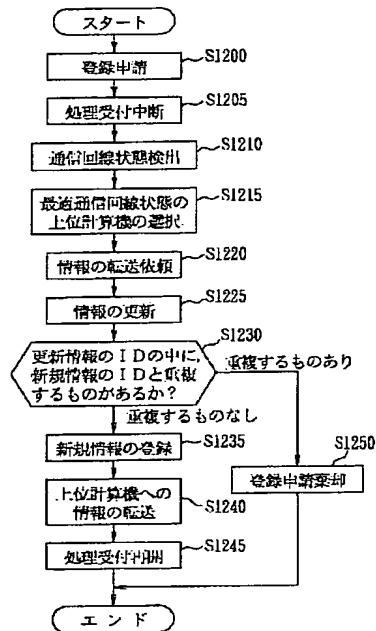 スタート
S1200
登録申請
S1205
処理受付中断
S1210
通信回線状態検出
S1215
最適通信回線状態の
上位計算機の選択
S1220
情報の転送依頼
S1225
情報の更新
S1230
更新情報のIDの中に,
新規情報のIDと重複
するものがあるか?
重複するものあり
重複するものなし
S1235
新規情報の登録
S1250
登録申請棄却
上位計算機への
情報の転送
S1240
S1245
処理受付再開
エンド